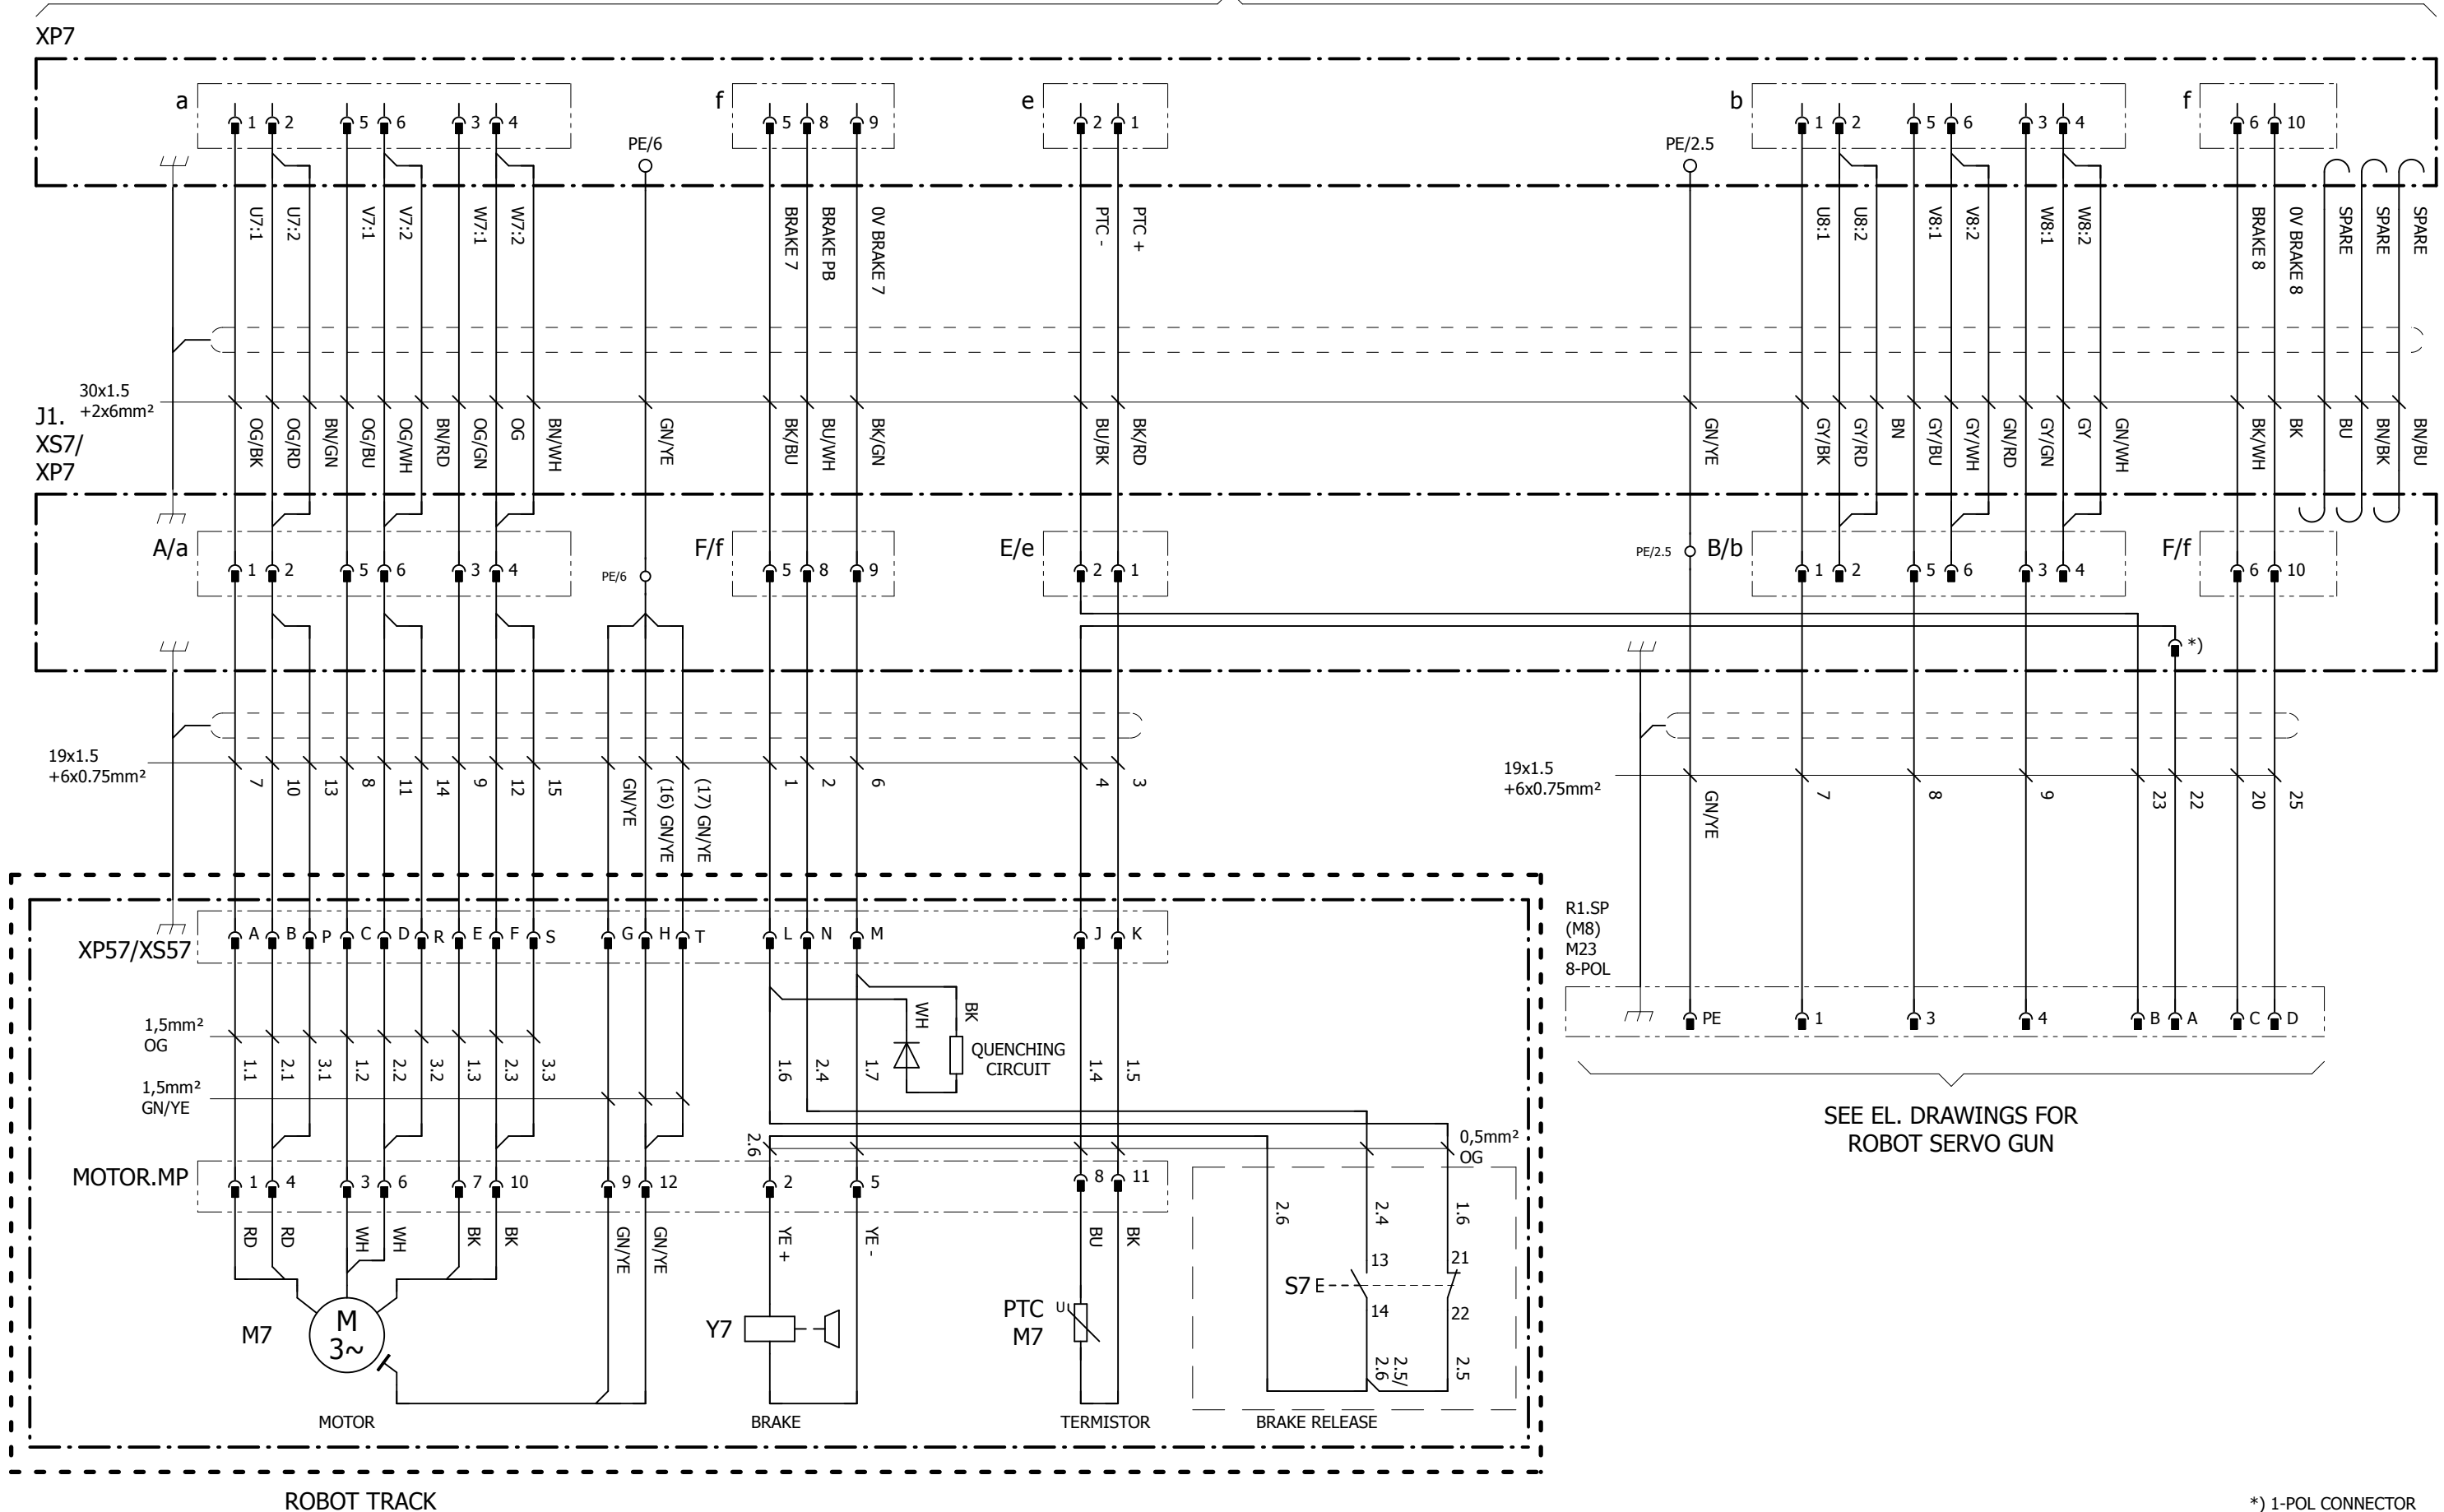 XP7
a 1 2 5 6 3 4 f 5 8 9 e 2 1 b 1 2 5 6 3 4 f 6 10
PE/6 PE/2.5
U7:1 U7:2 V7:1 V7:2 W7:1 W7:2 BRAKE 7 BRAKE PB 0V BRAKE 7 PTC - PTC + U8:1 U8:2 V8:1 V8:2 W8:1 W8:2 BRAKE 8 0V BRAKE 8 SPARE SPARE SPARE
30x1.5
+2x6mm²
J1.
XS7/
XP7
OG/BK OG/RD BN/GN OG/BU OG/WH BN/RD OG/GN OG BN/WH GN/YE BK/BU BU/WH BK/GN BU/BK BK/RD GN/YE GY/BK GY/RD BN GY/BU GY/WH GN/RD GY/GN GY GN/WH BK/WH BK BU BN/BK BN/BU
A/a 1 2 5 6 3 4 PE/6 F/f 5 8 9 E/e 2 1 PE/2.5 B/b 1 2 5 6 3 4 F/f 6 10
*)
19x1.5
+6x0.75mm²
7 10 13 8 11 14 9 12 15 GN/YE (16) GN/YE (17) GN/YE 1 2 6 4 3
19x1.5
+6x0.75mm²
GN/YE 7 8 9 23 22 20 25
XP57/XS57 A B P C D R E F S G H T L N M J K
R1.SP
(M8)
M23
8-POL
PE 1 3 4 B A C D
WH BK
QUENCHING
CIRCUIT
1,5mm²
OG
1.1 2.1 3.1 1.2 2.2 3.2 1.3 2.3 3.3 1.6 2.4 1.7 1.4 1.5
1,5mm²
GN/YE
SEE EL. DRAWINGS FOR
ROBOT SERVO GUN
2.6
0,5mm²
OG
MOTOR.MP 1 4 3 6 7 10 9 12 2 5 8 11
RD RD WH WH BK BK GN/YE GN/YE YE + YE - BU BK 2.6 2.4 1.6
13 21
S7
14 22
M7
M
3~
Y7
PTC
M7
U
2.6 2.5/ 2.5
MOTOR BRAKE TERMISTOR BRAKE RELEASE
ROBOT TRACK
*) 1-POL CONNECTOR